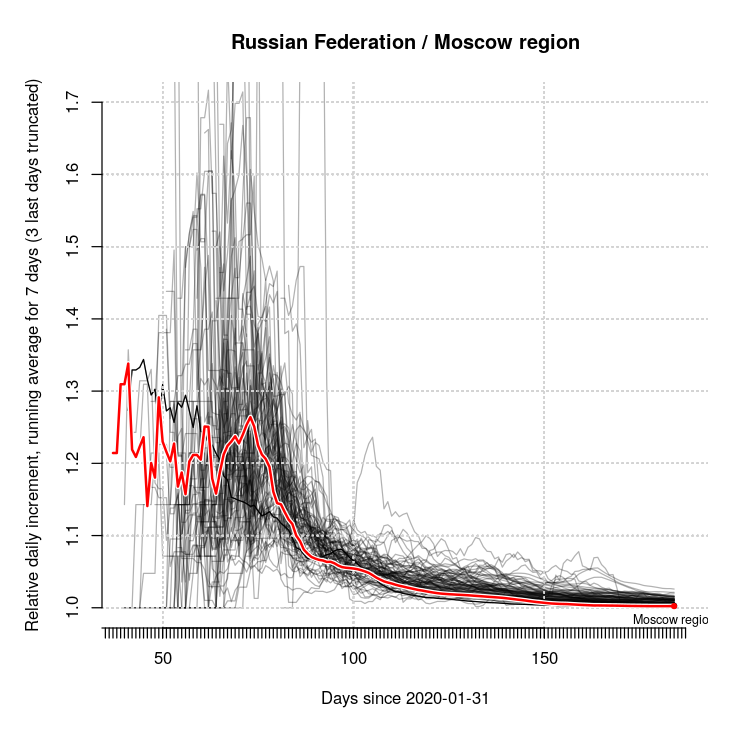 Russian Federation / Moscow region
Relative daily increment, running average for 7 days (3 last days truncated)
1.7
1.6
1.5
1.4
1.3
1.2
1.1
1.0
Moscow regio
50 100 150
Days since 2020-01-31